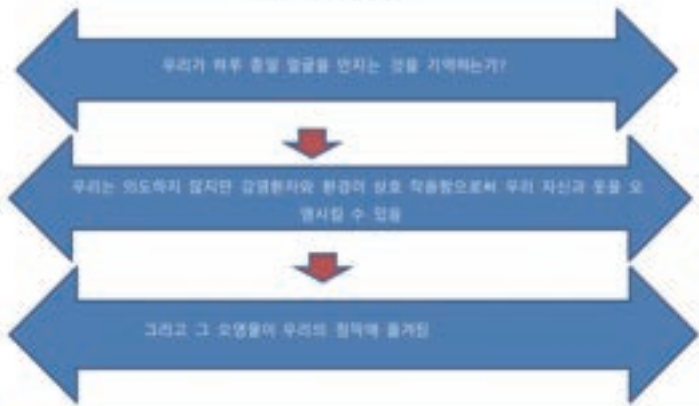 우리가 하루 종일 얼굴을 만지는 것을 기억하는가?
우리는 의도하지 않지만 감염환자와 환경이 상호 작용함으로써 우리 자신과 옷을 오
염시킬 수 있음
그리고 그 오염물이 우리의 점막에 옮겨짐